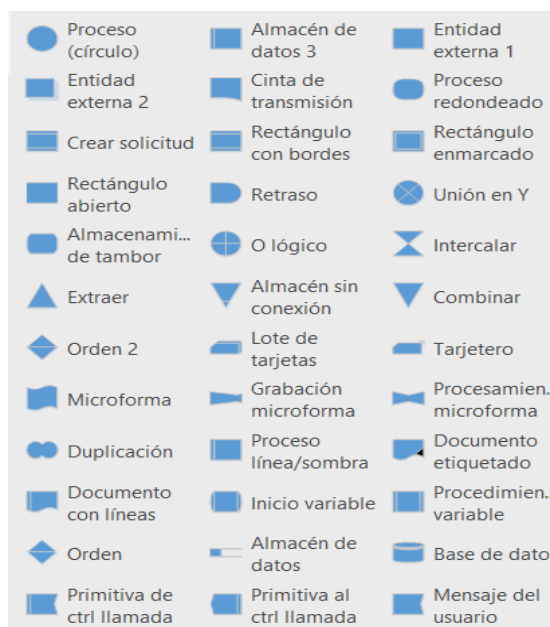 Proceso
(círculo)
Almacén de
datos 3
Entidad
externa 1
Entidad
externa 2
Cinta de
transmisión
Proceso
redondeado
Crear solicitud
Rectángulo
con bordes
Rectángulo
enmarcado
Rectángulo
abierto
Retraso
Unión en Y
Almacenami...
de tambor
O lógico
Intercalar
Extraer
Almacén sin
conexión
Combinar
Orden 2
Lote de
tarjetas
Tarjetero
Microforma
Grabación
microforma
Procesamien..
microforma
Duplicación
Proceso
línea/sombra
Documento
etiquetado
Documento
con líneas
Inicio variable
Procedimien..
variable
Orden
Almacén de
datos
Base de dato
Primitiva de
ctrl llamada
Primitiva al
ctrl llamada
Mensaje del
usuario